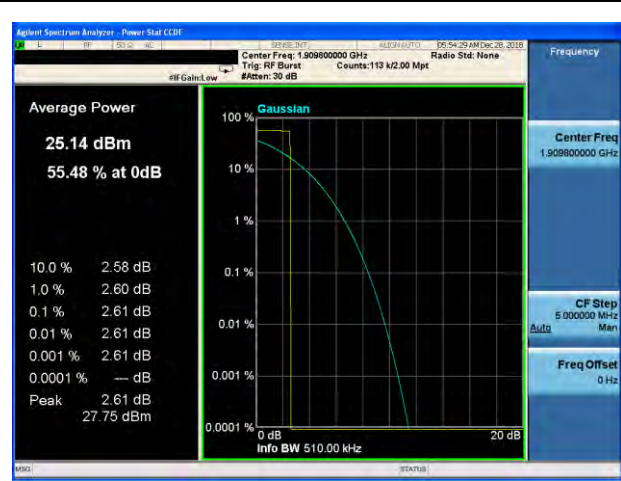 Agilent Spectrum Analyzer - Power Stat CCDF
L RF 50 Ω AC SENSE:INT ALIGN AUTO 05:54:29 AM Dec 28, 2018
Center Freq: 1.909800000 GHz Radio Std: None
Trig: RF Burst Counts:113 k/2.00 Mpt
#IFGain:Low #Atten: 30 dB
Frequency
Average Power
25.14 dBm
55.48 % at 0dB
10.0 % 2.58 dB
1.0 % 2.60 dB
0.1 % 2.61 dB
0.01 % 2.61 dB
0.001 % 2.61 dB
0.0001 % --- dB
Peak 2.61 dB
27.75 dBm
Gaussian
100 %
10 %
1 %
0.1 %
0.01 %
0.001 %
0.0001 %
0 dB 20 dB
Info BW 510.00 kHz
Center Freq
1.909800000 GHz
CF Step
5.000000 MHz
Auto Man
Freq Offset
0 Hz
MSG STATUS